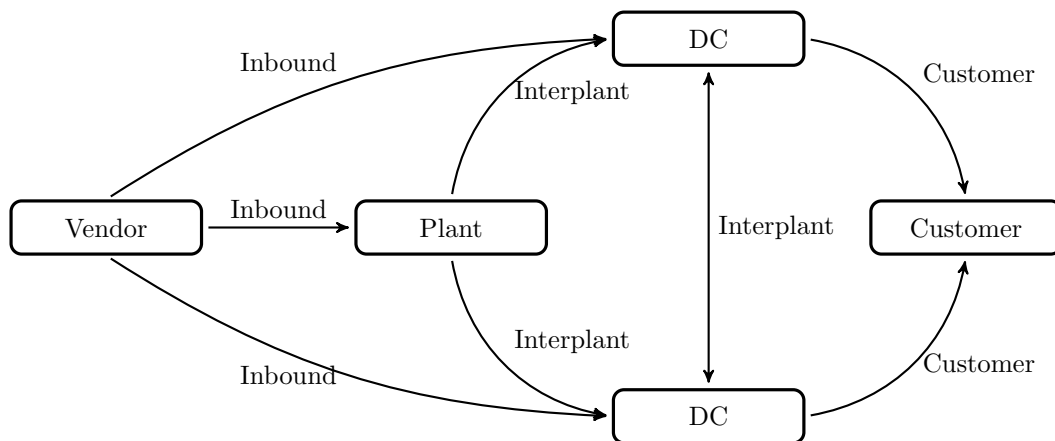 DC
Inbound
Customer
Interplant
Inbound
Vendor
Plant
Interplant
Customer
Interplant
Customer
Inbound
DC